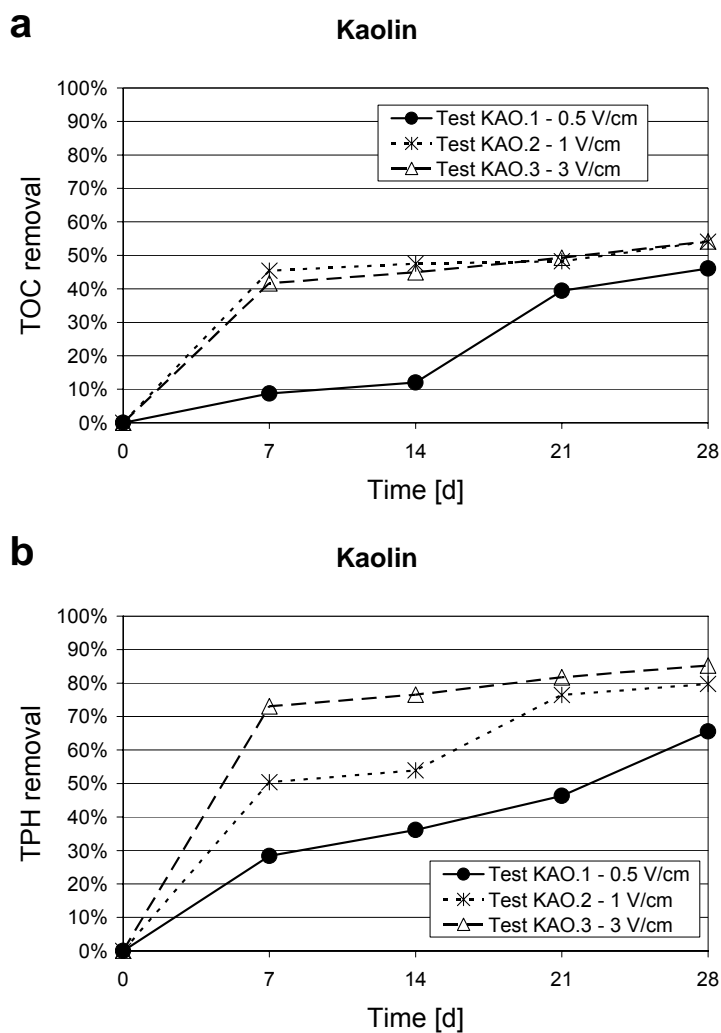 a
Kaolin
100%
90%
80%
70%
60%
50%
40%
30%
20%
10%
0%
TOC removal
Test KAO.1 - 0.5 V/cm
Test KAO.2 - 1 V/cm
Test KAO.3 - 3 V/cm
0 7 14 21 28
Time [d]
b
Kaolin
100%
90%
80%
70%
60%
50%
40%
30%
20%
10%
0%
TPH removal
Test KAO.1 - 0.5 V/cm
Test KAO.2 - 1 V/cm
Test KAO.3 - 3 V/cm
0 7 14 21 28
Time [d]